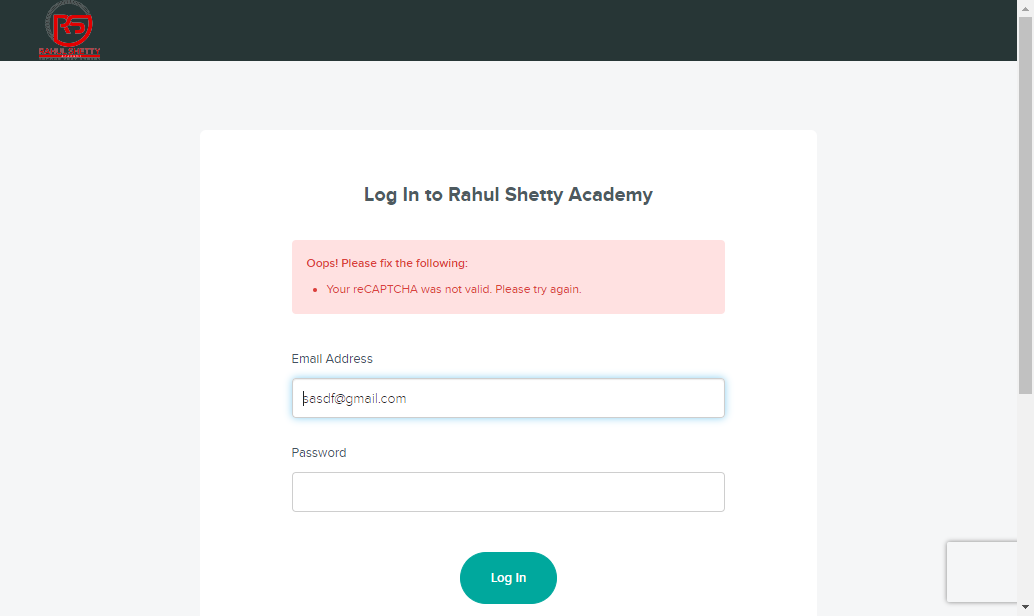 RAHUL SHETTY
Log In to Rahul Shetty Academy
Oops! Please fix the following:
Your reCAPTCHA was not valid. Please try again.
Email Address
sasdf@gmail.com
Password
Log In